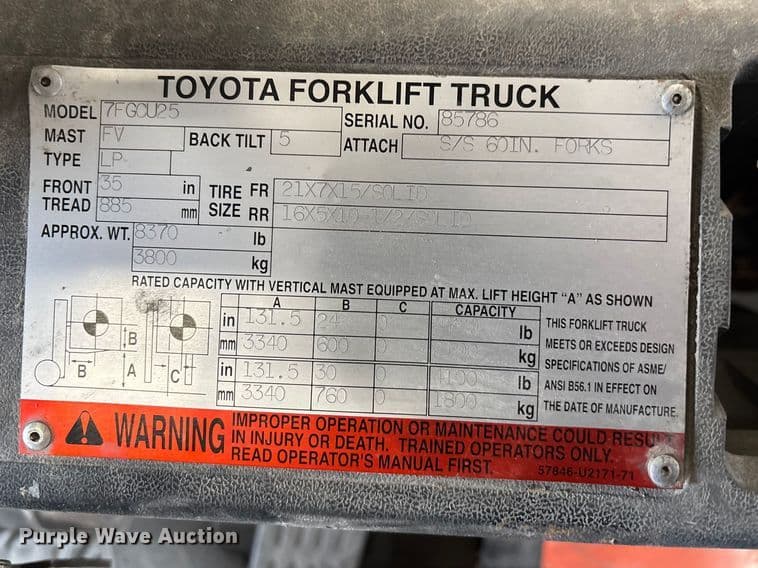 TOYOTA FORKLIFT TRUCK
MODEL 7FGCU25 SERIAL NO. 85786
MAST FV BACK TILT 5 ATTACH S/S 60IN. FORKS
TYPE LP
FRONT TREAD 35 in 885 mm
TIRE SIZE FR 21X7X15/SOLID
RR 16X5X10-1/2/SOLID
APPROX. WT. 8370 lb
3800 kg
RATED CAPACITY WITH VERTICAL MAST EQUIPPED AT MAX. LIFT HEIGHT "A" AS SHOWN
A B C CAPACITY
in 131.5 24 0 lb
mm 3340 600 0 kg
in 131.5 30 0 lb
mm 3340 760 0 1800 kg
B B A C
THIS FORKLIFT TRUCK
MEETS OR EXCEEDS DESIGN
SPECIFICATIONS OF ASME/
ANSI B56.1 IN EFFECT ON
THE DATE OF MANUFACTURE.
WARNING
IMPROPER OPERATION OR MAINTENANCE COULD RESUL
IN INJURY OR DEATH. TRAINED OPERATORS ONLY.
READ OPERATOR'S MANUAL FIRST.
57846-U2171-71
Purple Wave Auction